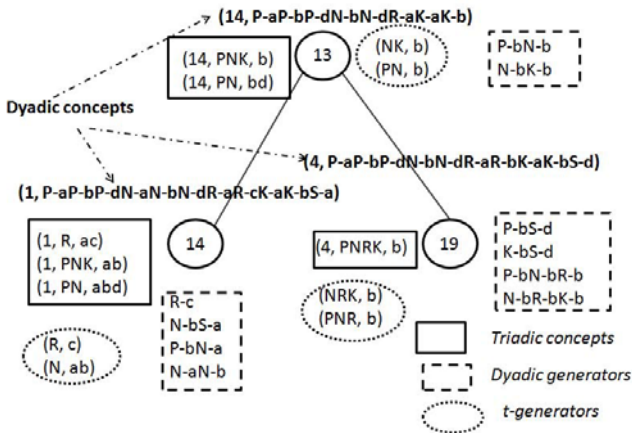 (14, P-aP-bP-dN-bN-dR-aK-aK-b)
(14, PNK, b)
(14, PN, bd)
13
(NK, b)
(PN, b)
P-bN-b
N-bK-b
Dyadic concepts
(4, P-aP-bP-dN-bN-dR-aR-bK-aK-bS-d)
(1, P-aP-bP-dN-aN-bN-dR-aR-cK-aK-bS-a)
(1, R, ac)
(1, PNK, ab)
(1, PN, abd)
14
(4, PNRK, b)
19
P-bS-d
K-bS-d
P-bN-bR-b
N-bR-bK-b
(R, c)
(N, ab)
R-c
N-bS-a
P-bN-a
N-aN-b
(NRK, b)
(PNR, b)
Triadic concepts
Dyadic generators
t-generators